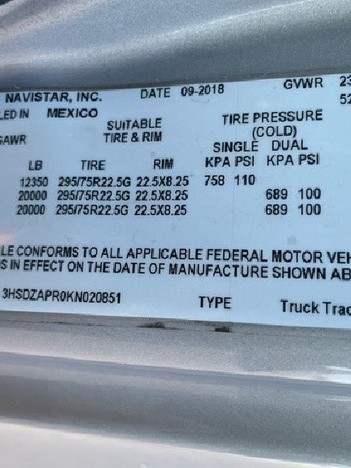 NAVISTAR, INC. DATE 09-2018 GVWR 23
LED IN MEXICO 52
SUITABLE TIRE PRESSURE
GAWR TIRE & RIM (COLD)
SINGLE DUAL
LB TIRE RIM KPA PSI KPA PSI
12350 295/75R22.5G 22.5X8.25 758 110
20000 295/75R22.5G 22.5X8.25 689 100
20000 295/75R22.5G 22.5X8.25 689 100
LE CONFORMS TO ALL APPLICABLE FEDERAL MOTOR VEH
S IN EFFECT ON THE DATE OF MANUFACTURE SHOWN AB
3HSDZAPR0KN020851 TYPE Truck Trac